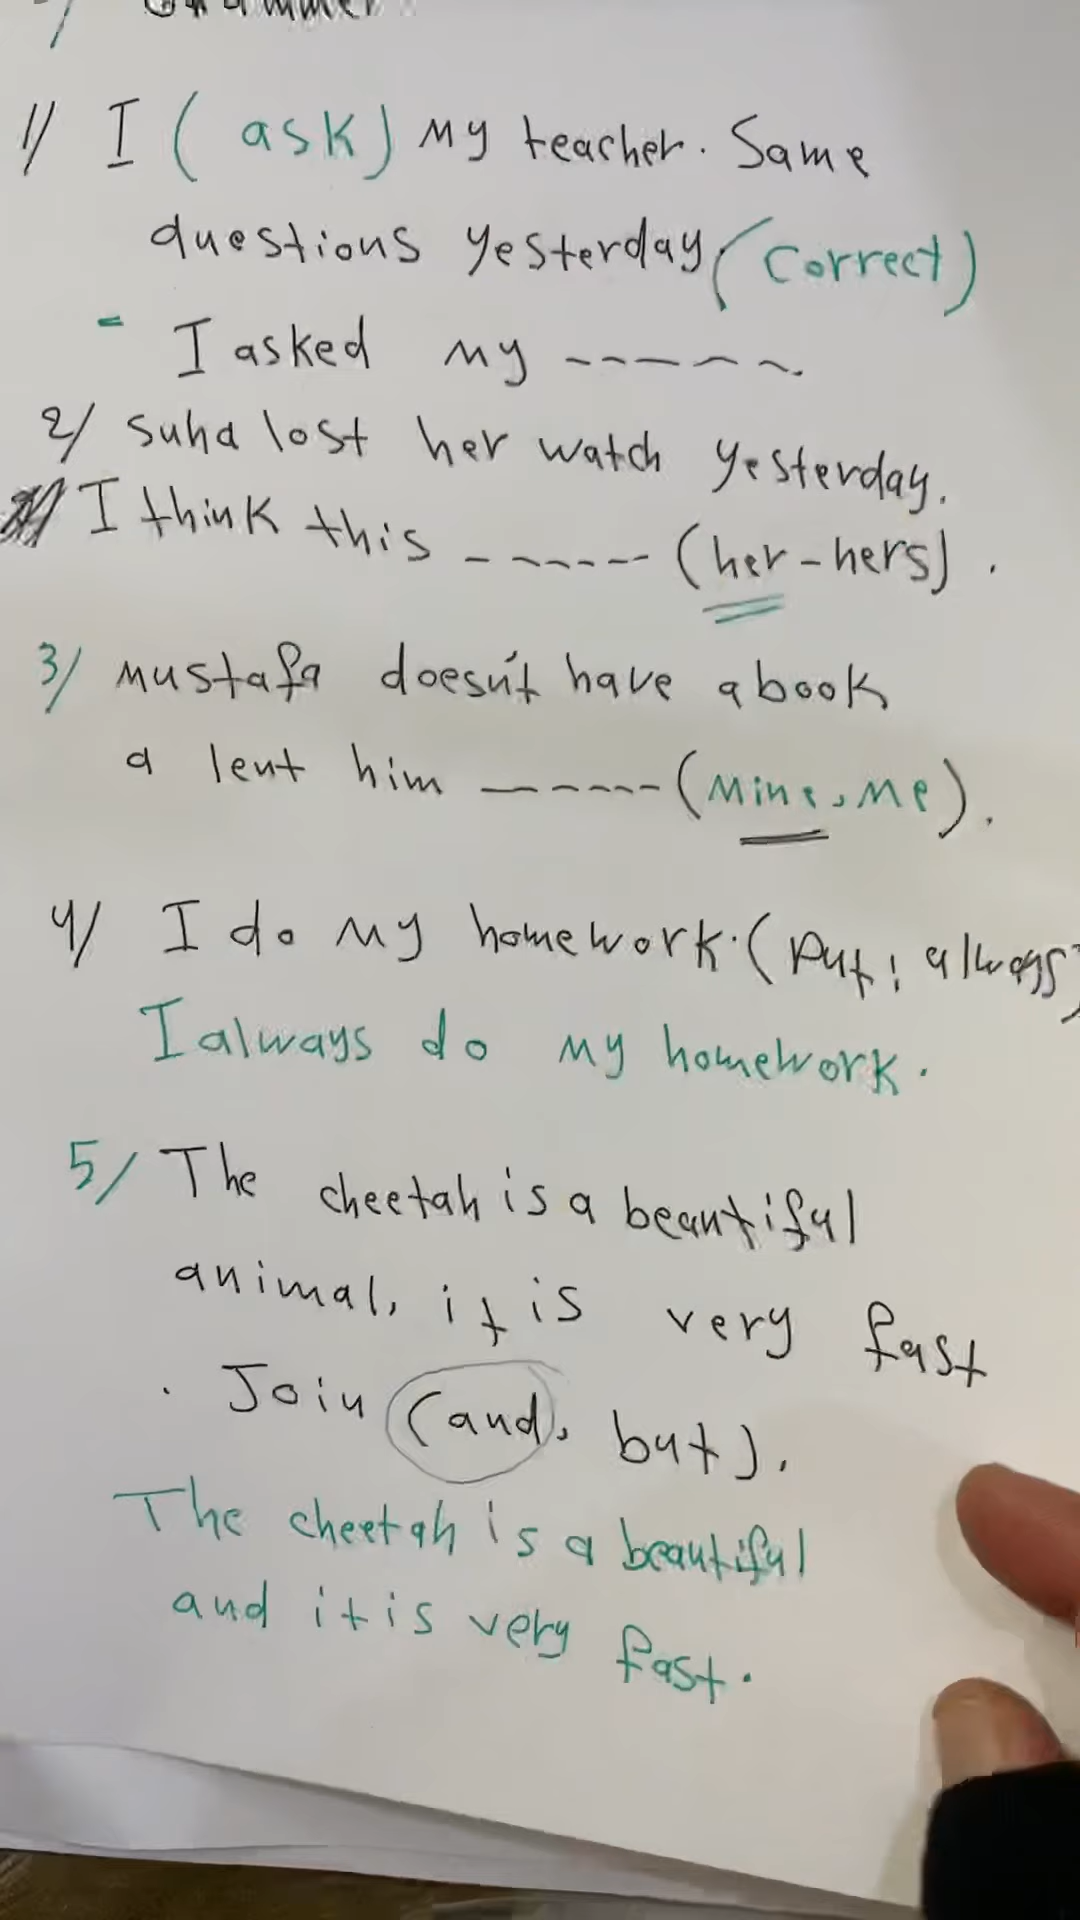 1/ I (ask) my teacher. Same
questions yesterday (correct)
- I asked my ------.
2/ suha lost her watch yesterday.
I think this ------ (her-hers).
3/ mustafa doesn't have a book
a lent him ------ (mine, me).
4/ I do my homework. (put: always)
I always do my homework.
5/ The cheetah is a beautiful
animal, it is very fast
. Join (and, but).
The cheetah is a beautiful
and it is very fast.